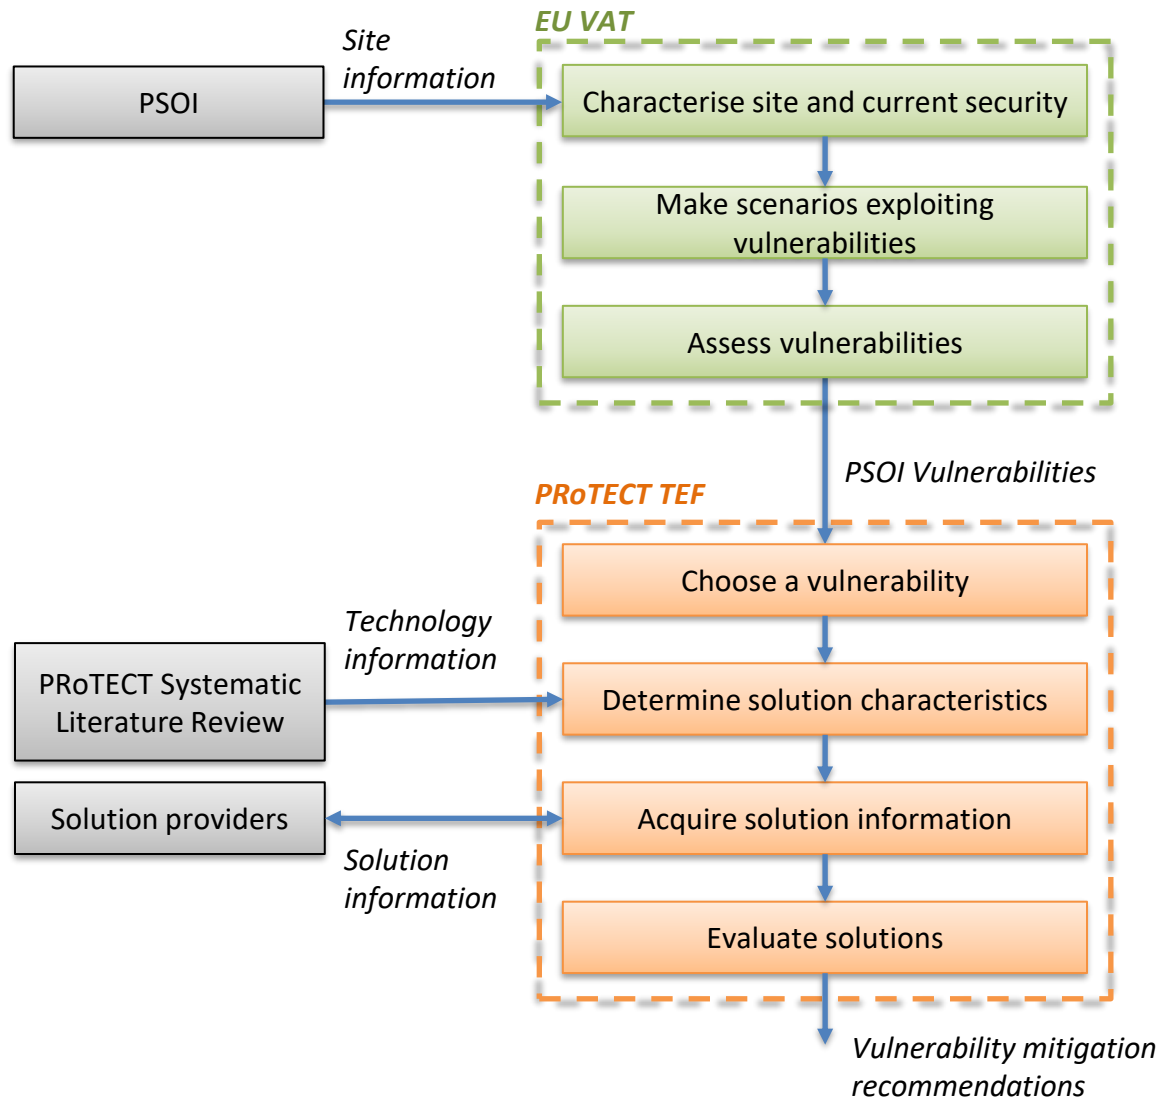 EU VAT
Site
information
PSOI
Characterise site and current security
Make scenarios exploiting
vulnerabilities
Assess vulnerabilities
PSOI Vulnerabilities
PRoTECT TEF
Choose a vulnerability
Technology
information
PRoTECT Systematic
Literature Review
Determine solution characteristics
Solution providers
Acquire solution information
Solution
information
Evaluate solutions
Vulnerability mitigation
recommendations